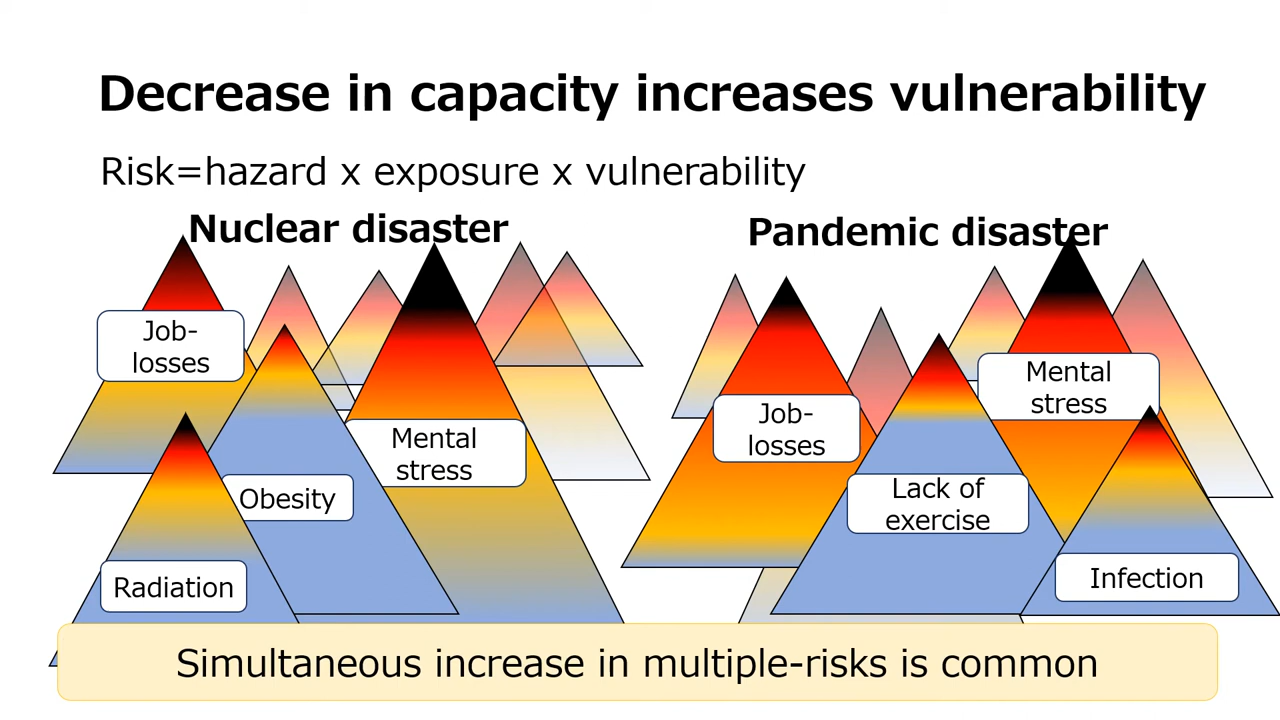 Decrease in capacity increases vulnerability
Risk=hazard x exposure x vulnerability
Nuclear disaster
Job-
losses
Mental
stress
Obesity
Radiation
Pandemic disaster
Mental
stress
Job-
losses
Lack of
exercise
Infection
Simultaneous increase in multiple-risks is common